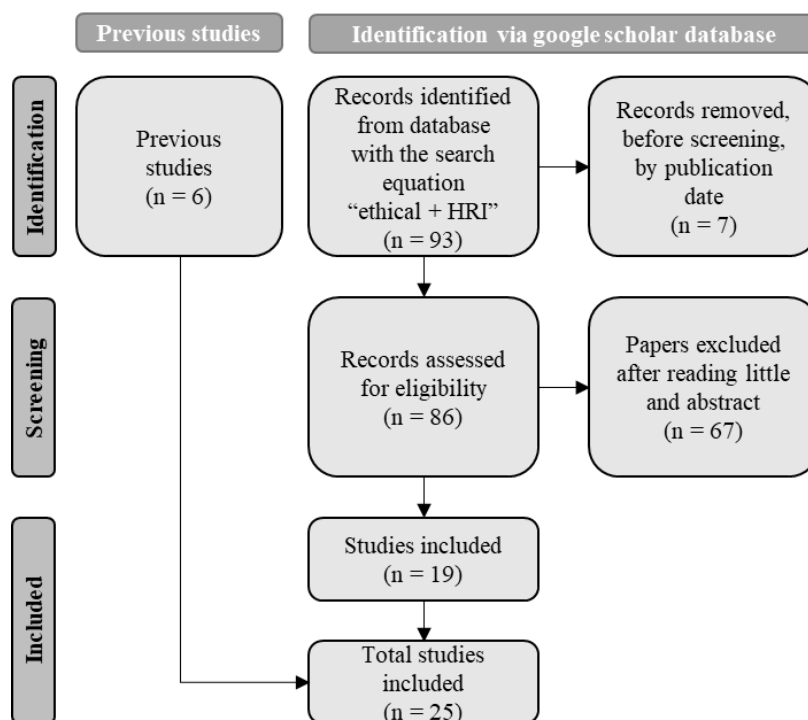 Previous studies
Identification via google scholar database
Identification
Previous
studies
(n = 6)
Records identified
from database
with the search
equation
“ethical + HRI”
(n = 93)
Records removed,
before screening,
by publication
date
(n = 7)
Screening
Records assessed
for eligibility
(n = 86)
Papers excluded
after reading little
and abstract
(n = 67)
Included
Studies included
(n = 19)
Total studies
included
(n = 25)